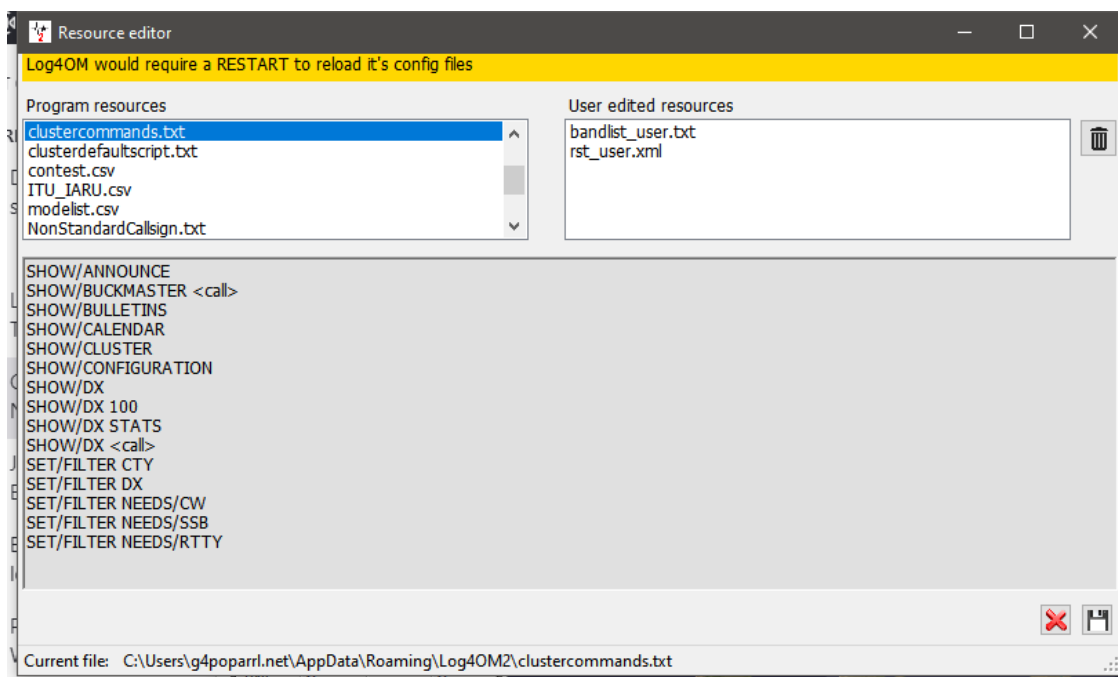 Resource editor
Log4OM would require a RESTART to reload it's config files
Program resources
User edited resources
clustercommands.txt
clusterdefaultscript.txt
contest.csv
ITU_IARU.csv
modelist.csv
NonStandardCallsign.txt
bandlist_user.txt
rst_user.xml
SHOW/ANNOUNCE
SHOW/BUCKMASTER <call>
SHOW/BULLETINS
SHOW/CALENDAR
SHOW/CLUSTER
SHOW/CONFIGURATION
SHOW/DX
SHOW/DX 100
SHOW/DX STATS
SHOW/DX <call>
SET/FILTER CTY
SET/FILTER DX
SET/FILTER NEEDS/CW
SET/FILTER NEEDS/SSB
SET/FILTER NEEDS/RTTY
Current file: C:\Users\g4poparrl.net\AppData\Roaming\Log4OM2\clustercommands.txt